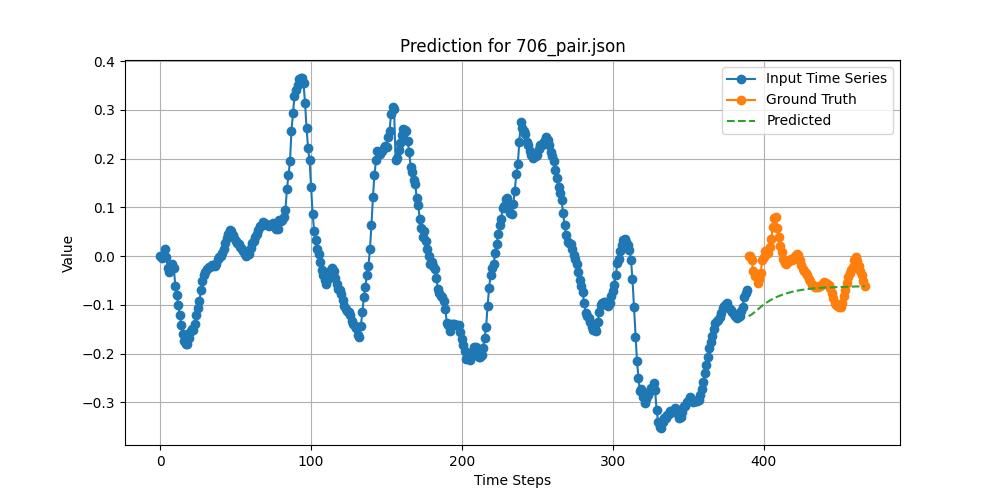 Prediction for 706_pair.json
Input Time Series
Ground Truth
Predicted
Value
0.4
0.3
0.2
0.1
0.0
−0.1
−0.2
−0.3
0
100
200
300
400
Time Steps